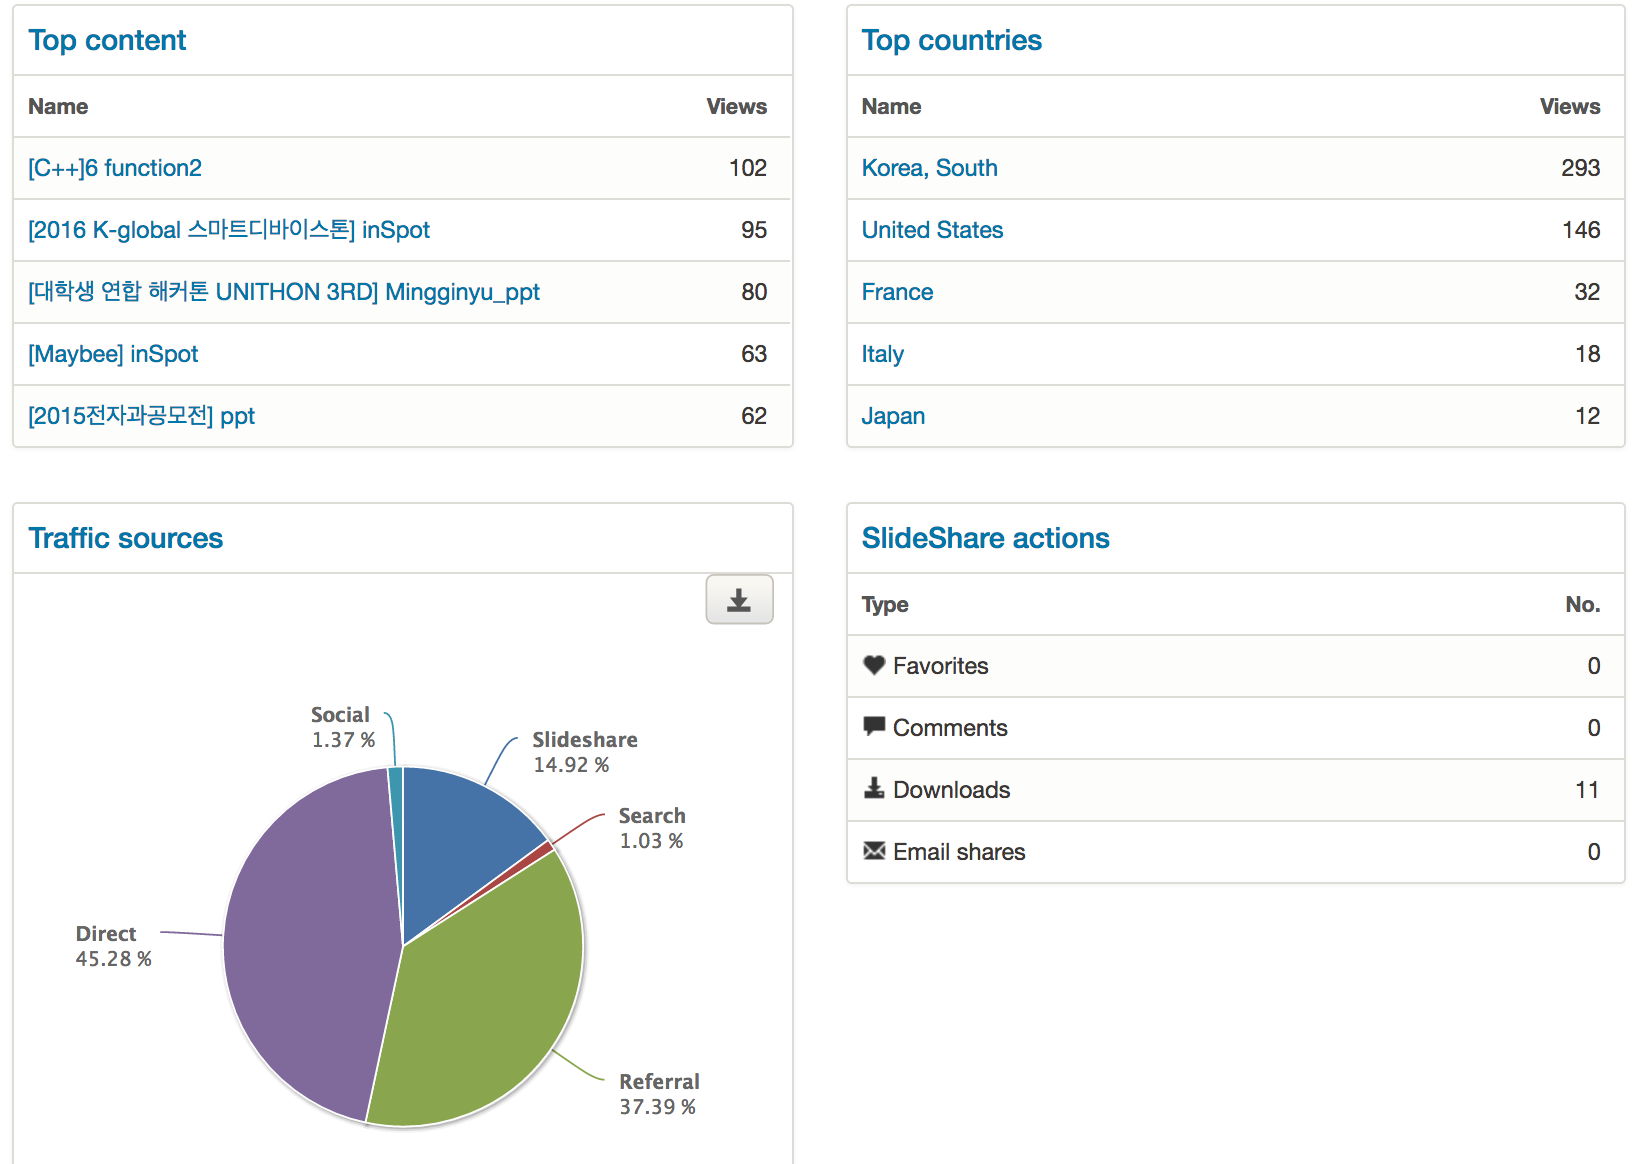 Top content
Name Views
[C++]6 function2 102
[2016 K-global 스마트디바이스톤] inSpot 95
[대학생 연합 해커톤 UNITHON 3RD] Mingginyu_ppt 80
[Maybee] inSpot 63
[2015전자과공모전] ppt 62
Top countries
Name Views
Korea, South 293
United States 146
France 32
Italy 18
Japan 12
Traffic sources
Social
1.37 %
Slideshare
14.92 %
Search
1.03 %
Direct
45.28 %
Referral
37.39 %
SlideShare actions
Type No.
Favorites 0
Comments 0
Downloads 11
Email shares 0